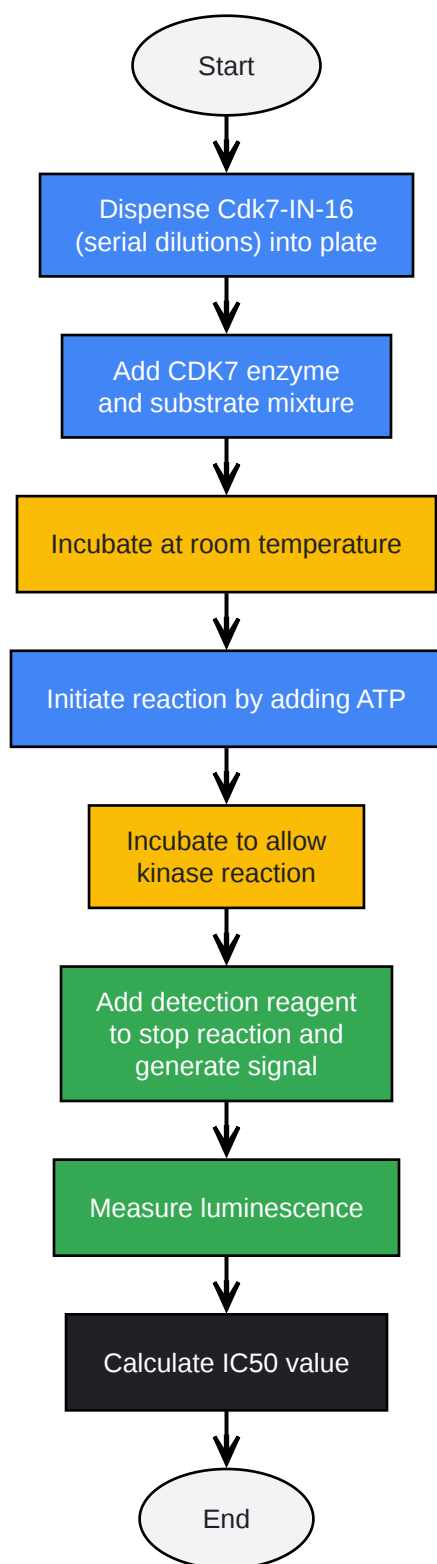 Start
Dispense Cdk7-IN-16
(serial dilutions) into plate
Add CDK7 enzyme
and substrate mixture
Incubate at room temperature
Initiate reaction by adding ATP
Incubate to allow
kinase reaction
Add detection reagent
to stop reaction and
generate signal
Measure luminescence
Calculate IC50 value
End